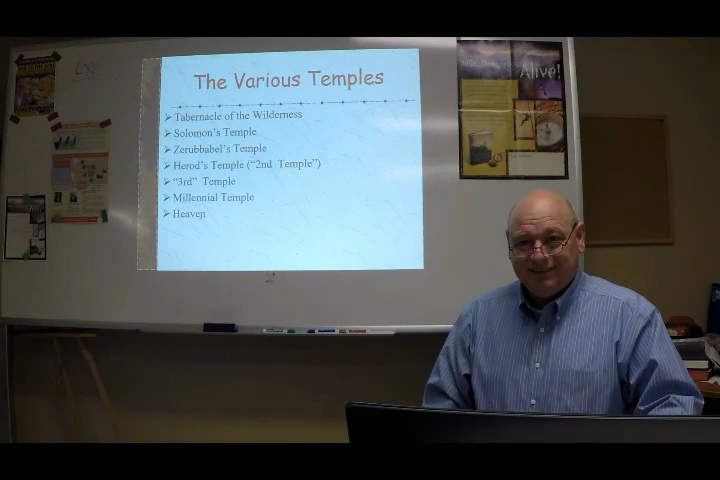 The Various Temples
Tabernacle of the Wilderness
Solomon's Temple
Zerubbabel's Temple
Herod's Temple ("2nd Temple")
"3rd" Temple
Millennial Temple
Heaven
Alive!